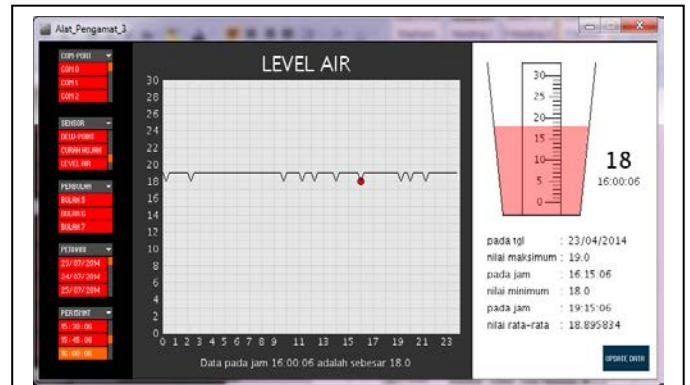 Alat_Pengamat_3
COM-PORT
COM 0
COM 1
COM 2
SENSOR
DEW-POINT
CURAH HUJAN
LEVEL AIR
PERBULAN
BULAN 5
BULAN 6
BULAN 7
PERHARI
23/07/2014
24/07/2014
25/07/2014
PER15MNT
15:30:06
15:45:06
16:00:06
LEVEL AIR
30
28
26
24
22
20
18
16
14
12
10
8
6
4
2
0
0 1 2 3 4 5 6 7 8 9 11 13 15 17 19 21 23
Data pada jam 16:00:06 adalah sebesar 18.0
30
25
20
15
10
5
0
18
16:00:06
pada tgl : 23/04/2014
nilai maksimum : 19.0
pada jam : 16:15:06
nilai minimum : 18.0
pada jam : 19:15:06
nilai rata-rata : 18.895834
UPDATE DATA